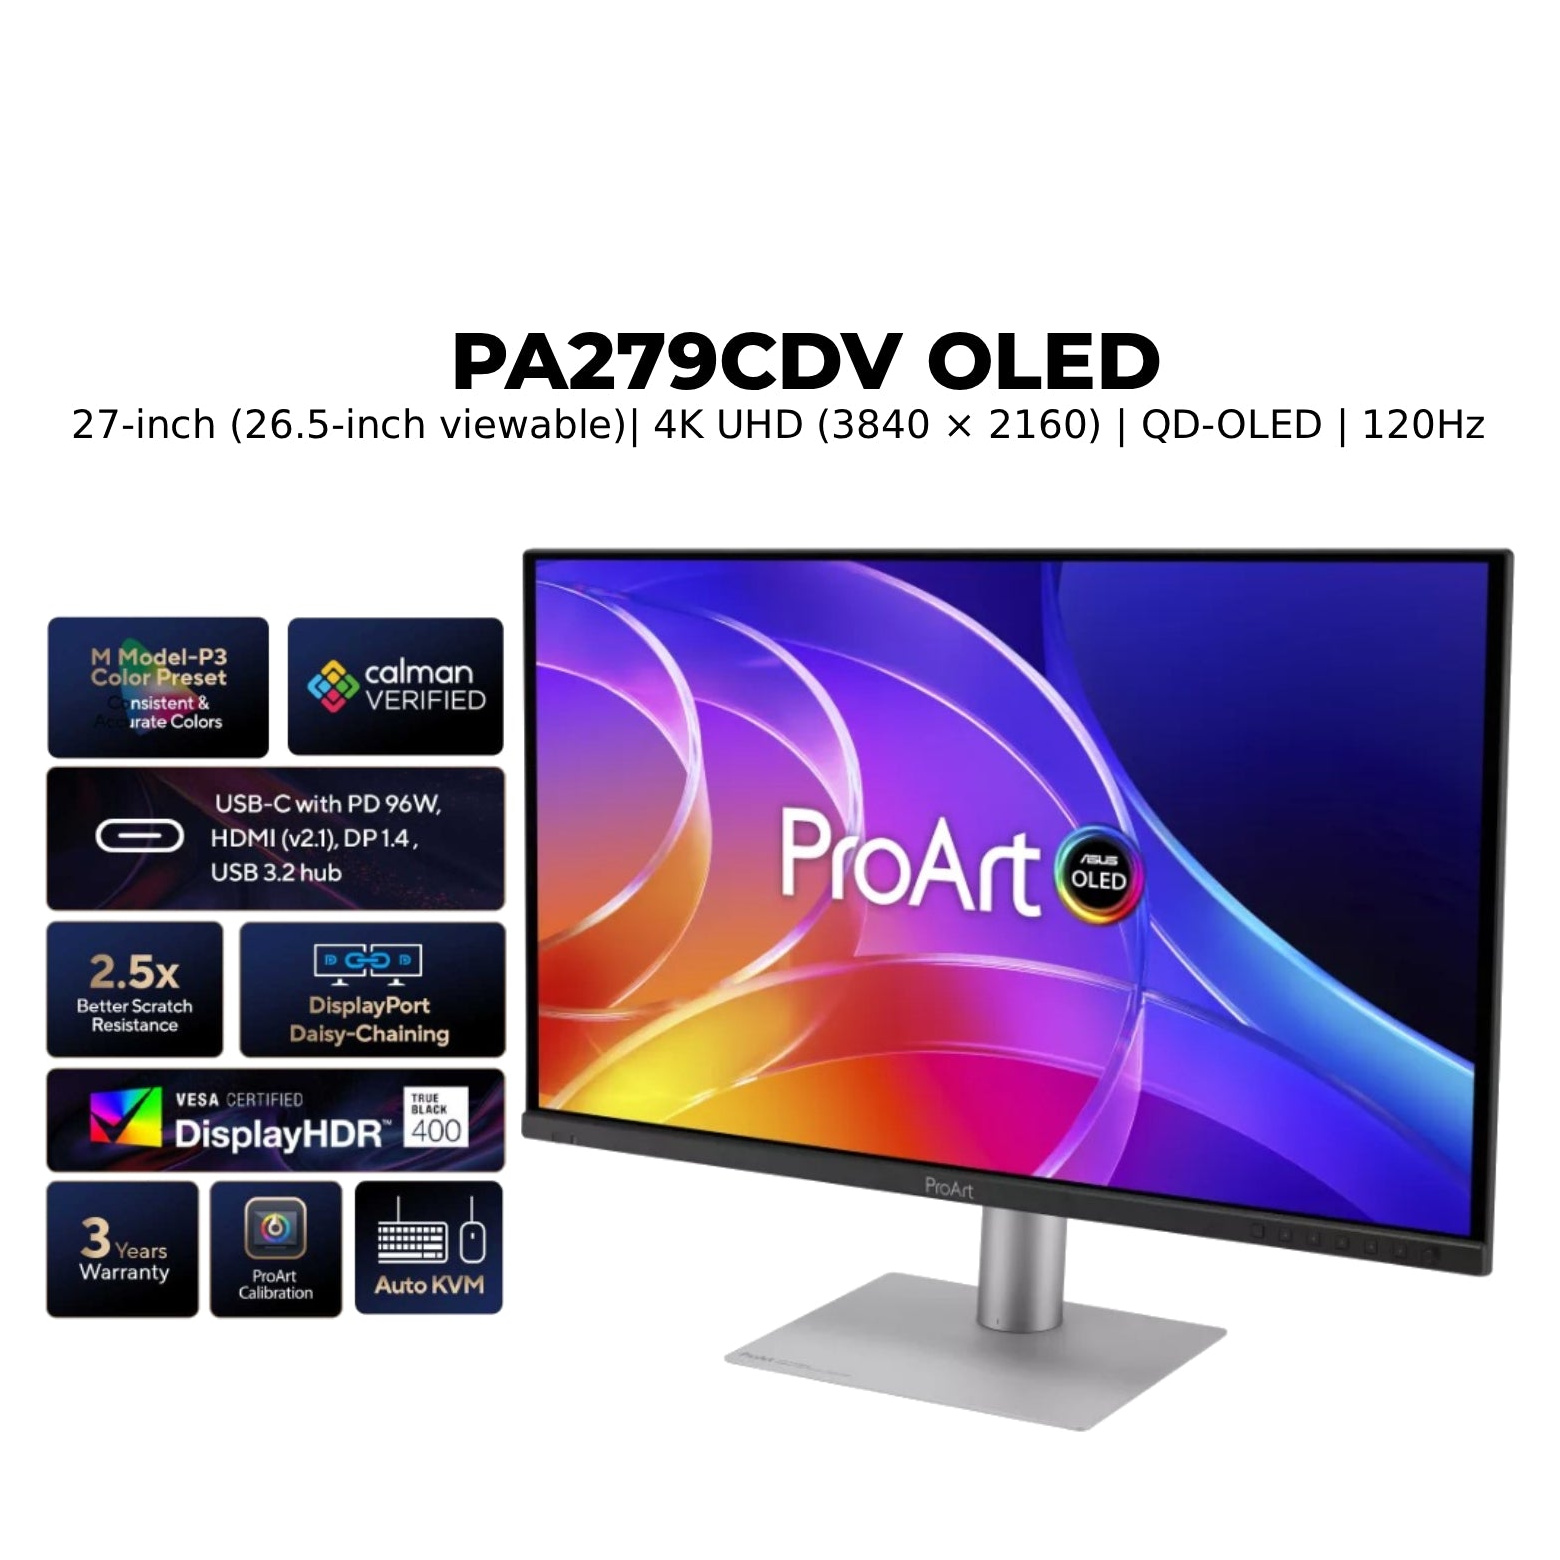 PA279CDV OLED
27-inch (26.5-inch viewable)| 4K UHD (3840 × 2160) | QD-OLED | 120Hz
M Model-P3
Color Preset
Consistent &
Accurate Colors
calman
VERIFIED
USB-C with PD 96W,
HDMI (v2.1), DP 1.4 ,
USB 3.2 hub
2.5x
Better Scratch
Resistance
DisplayPort
Daisy-Chaining
VESA CERTIFIED
DisplayHDR™
TRUE
BLACK
400
3 Years
Warranty
ProArt
Calibration
Auto KVM
ProArt
ASUS
OLED
ProArt